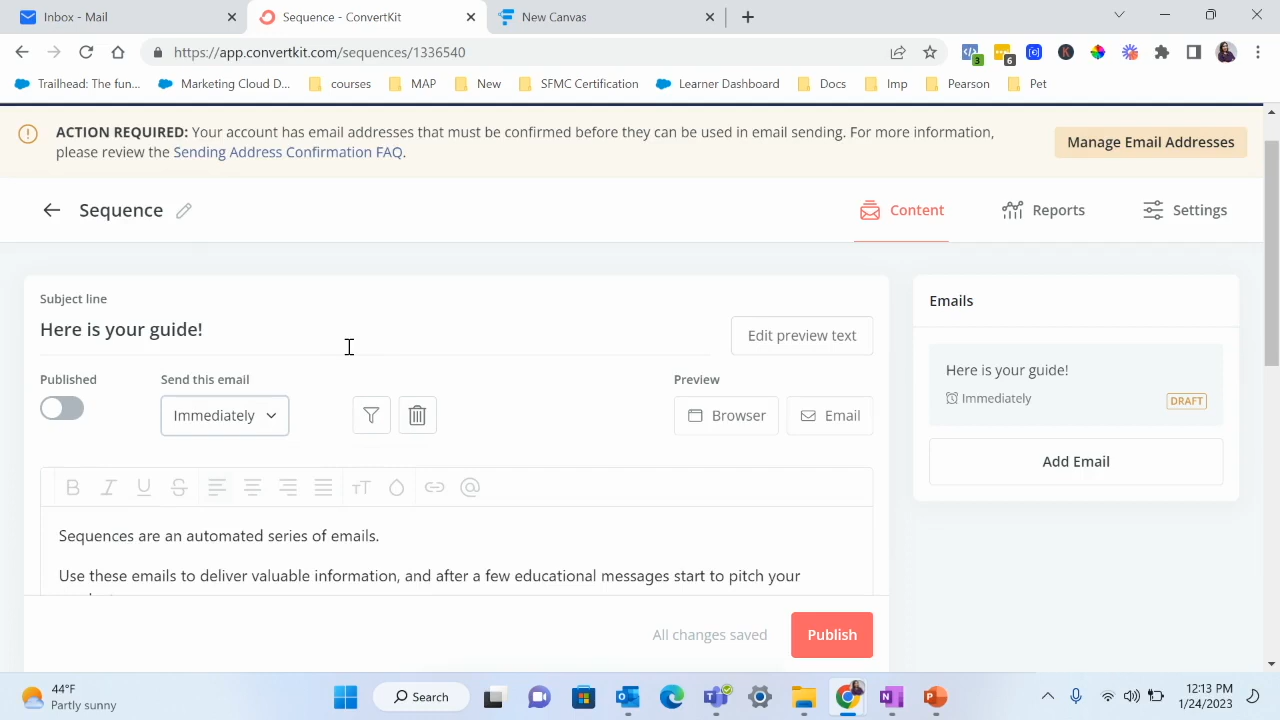 Inbox - Mail
Sequence - ConvertKit
New Canvas
https://app.convertkit.com/sequences/1336540
3
6
Trailhead: The fun...
Marketing Cloud D...
courses
MAP
New
SFMC Certification
Learner Dashboard
Docs
Imp
Pearson
Pet
ACTION REQUIRED: Your account has email addresses that must be confirmed before they can be used in email sending. For more information,
please review the Sending Address Confirmation FAQ.
Manage Email Addresses
Sequence
Content
Reports
Settings
Subject line
Here is your guide!
Edit preview text
Published
Send this email
Immediately
Preview
Browser
Email
Sequences are an automated series of emails.
Use these emails to deliver valuable information, and after a few educational messages start to pitch your
All changes saved
Publish
Emails
Here is your guide!
Immediately
DRAFT
Add Email
44°F
Partly sunny
Search
12:13 PM
1/24/2023